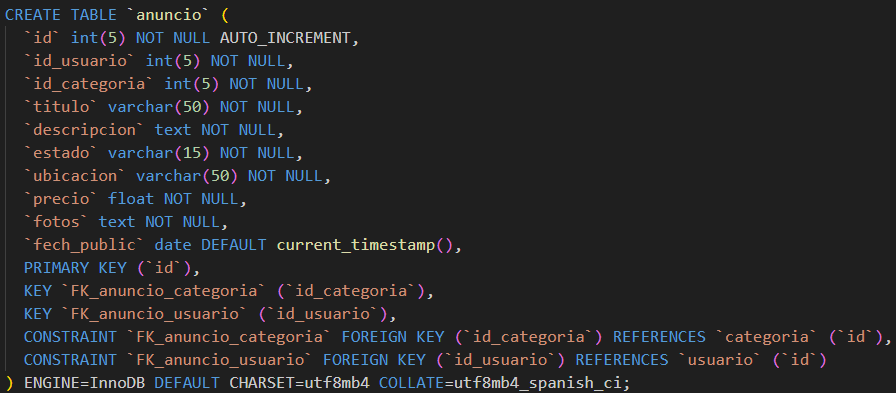 CREATE TABLE `anuncio` (
  `id` int(5) NOT NULL AUTO_INCREMENT,
  `id_usuario` int(5) NOT NULL,
  `id_categoria` int(5) NOT NULL,
  `titulo` varchar(50) NOT NULL,
  `descripcion` text NOT NULL,
  `estado` varchar(15) NOT NULL,
  `ubicacion` varchar(50) NOT NULL,
  `precio` float NOT NULL,
  `fotos` text NOT NULL,
  `fech_public` date DEFAULT current_timestamp(),
  PRIMARY KEY (`id`),
  KEY `FK_anuncio_categoria` (`id_categoria`),
  KEY `FK_anuncio_usuario` (`id_usuario`),
  CONSTRAINT `FK_anuncio_categoria` FOREIGN KEY (`id_categoria`) REFERENCES `categoria` (`id`),
  CONSTRAINT `FK_anuncio_usuario` FOREIGN KEY (`id_usuario`) REFERENCES `usuario` (`id`)
) ENGINE=InnoDB DEFAULT CHARSET=utf8mb4 COLLATE=utf8mb4_spanish_ci;